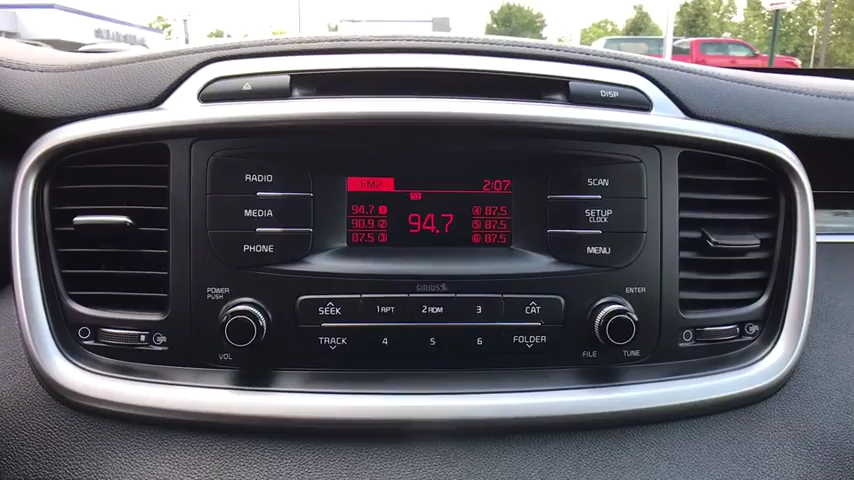 DISP
RADIO
MEDIA
PHONE
FM2
2:07
ST
94.7 1
90.9 2
87.5 3
94.7
4 87.5
5 87.5
6 87.5
SCAN
SETUP
CLOCK
MENU
SIRIUS
POWER
PUSH
VOL
SEEK
1 RPT
2 RDM
3
CAT
TRACK
4
5
6
FOLDER
ENTER
FILE
TUNE